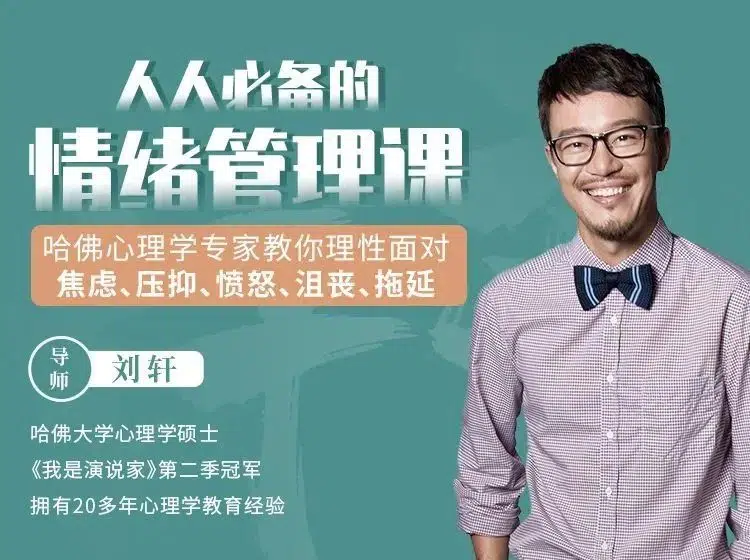 人人必备的
情绪管理课
哈佛心理学专家教你理性面对
焦虑、压抑、愤怒、沮丧、拖延
导师
刘轩
哈佛大学心理学硕士
《我是演说家》第二季冠军
拥有20多年心理学教育经验